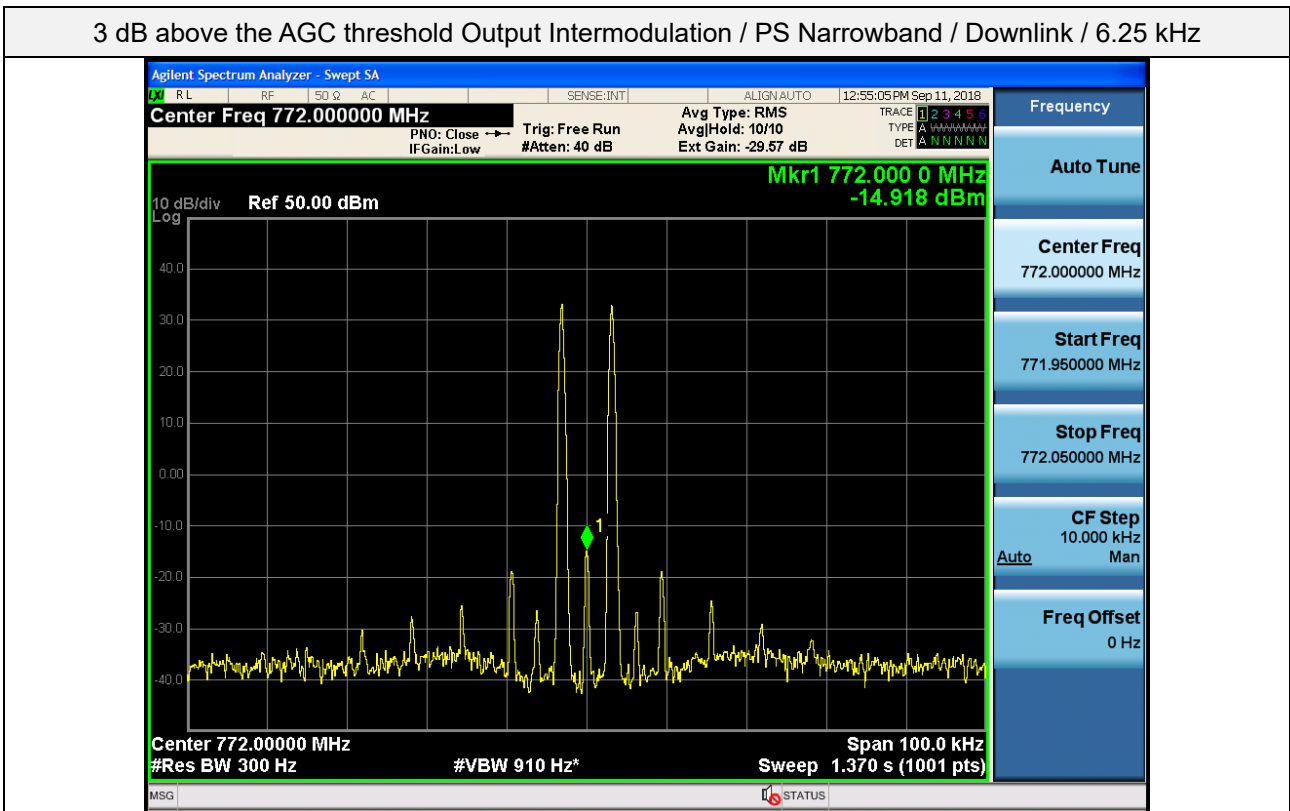 3 dB above the AGC threshold Output Intermodulation / PS Narrowband / Downlink / 6.25 kHz
Agilent Spectrum Analyzer - Swept SA
LXI RL RF 50 Ω AC SENSE:INT ALIGN AUTO 12:55:05 PM Sep 11, 2018
Center Freq 772.000000 MHz
PNO: Close
IFGain:Low
Trig: Free Run
#Atten: 40 dB
Avg Type: RMS
Avg|Hold: 10/10
Ext Gain: -29.57 dB
TRACE 1 2 3 4 5 6
TYPE A WWWWW
DET A N N N N N
Mkr1 772.000 0 MHz
-14.918 dBm
10 dB/div
Log
Ref 50.00 dBm
40.0
30.0
20.0
10.0
0.00
-10.0
-20.0
-30.0
-40.0
1
Center 772.00000 MHz
#Res BW 300 Hz
#VBW 910 Hz*
Span 100.0 kHz
Sweep 1.370 s (1001 pts)
MSG
STATUS
Frequency
Auto Tune
Center Freq
772.000000 MHz
Start Freq
771.950000 MHz
Stop Freq
772.050000 MHz
CF Step
10.000 kHz
Auto Man
Freq Offset
0 Hz